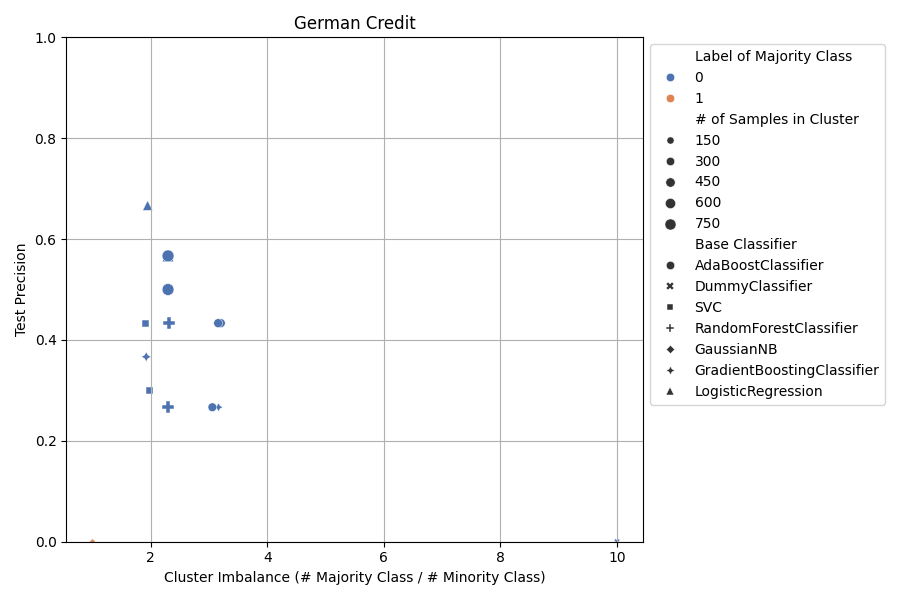 German Credit
1.0
0.8
0.6
0.4
0.2
0.0
Test Precision
2
4
6
8
10
Cluster Imbalance (# Majority Class / # Minority Class)
Label of Majority Class
0
1
# of Samples in Cluster
150
300
450
600
750
Base Classifier
AdaBoostClassifier
DummyClassifier
SVC
RandomForestClassifier
GaussianNB
GradientBoostingClassifier
LogisticRegression